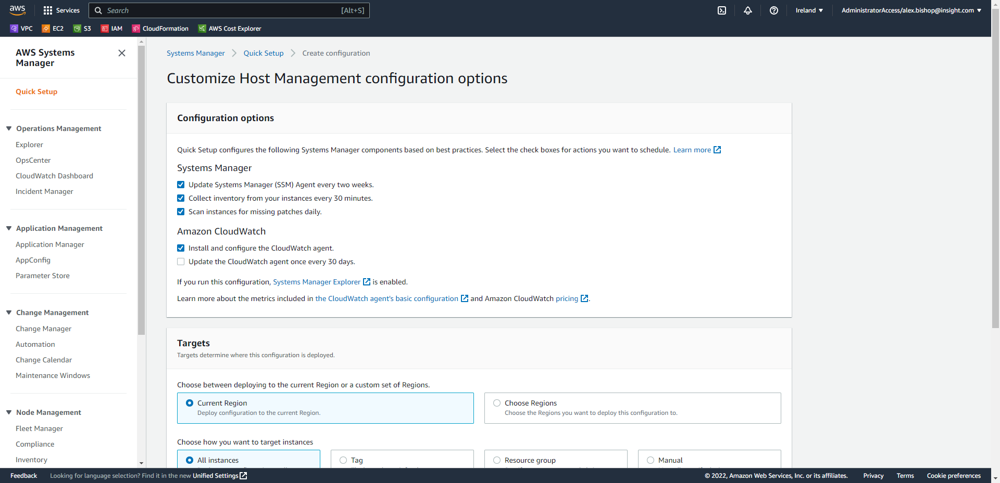 aws
Services
Search [Alt+S]
Ireland
AdministratorAccess/alex.bishop@insight.com
VPC EC2 S3 IAM CloudFormation AWS Cost Explorer
AWS Systems
Manager
Quick Setup
Operations Management
Explorer
OpsCenter
CloudWatch Dashboard
Incident Manager
Application Management
Application Manager
AppConfig
Parameter Store
Change Management
Change Manager
Automation
Change Calendar
Maintenance Windows
Node Management
Fleet Manager
Compliance
Inventory
Systems Manager Quick Setup Create configuration
Customize Host Management configuration options
Configuration options
Quick Setup configures the following Systems Manager components based on best practices. Select the check boxes for actions you want to schedule. Learn more
Systems Manager
Update Systems Manager (SSM) Agent every two weeks.
Collect inventory from your instances every 30 minutes.
Scan instances for missing patches daily.
Amazon CloudWatch
Install and configure the CloudWatch agent.
Update the CloudWatch agent once every 30 days.
If you run this configuration, Systems Manager Explorer is enabled.
Learn more about the metrics included in the CloudWatch agent's basic configuration and Amazon CloudWatch pricing.
Targets
Targets determine where this configuration is deployed.
Choose between deploying to the current Region or a custom set of Regions.
Current Region
Deploy configuration to the current Region.
Choose Regions
Choose the Regions you want to deploy this configuration to.
Choose how you want to target instances
All instances
Tag
Resource group
Manual
Feedback Looking for language selection? Find it in the new Unified Settings
© 2022, Amazon Web Services, Inc. or its affiliates. Privacy Terms Cookie preferences